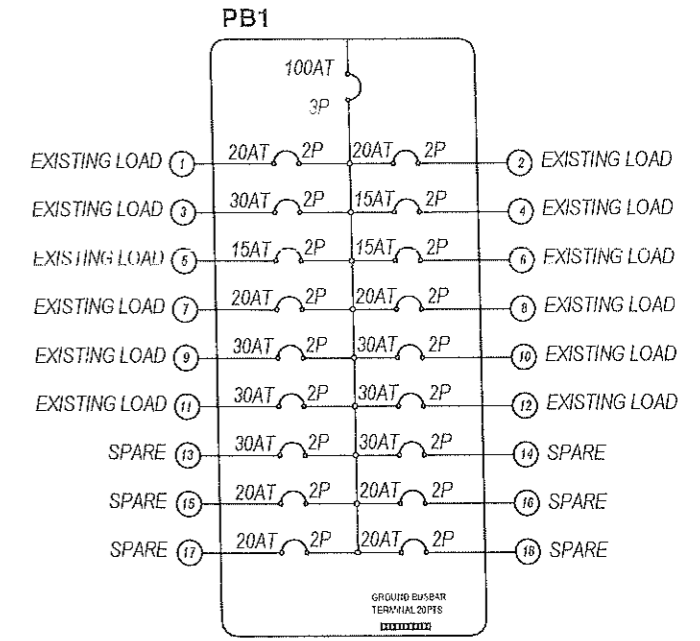 PB1
100AT
3P
EXISTING LOAD 1 20AT 2P 20AT 2P 2 EXISTING LOAD
EXISTING LOAD 3 30AT 2P 15AT 2P 4 EXISTING LOAD
EXISTING LOAD 5 15AT 2P 15AT 2P 6 EXISTING LOAD
EXISTING LOAD 7 20AT 2P 20AT 2P 8 EXISTING LOAD
EXISTING LOAD 9 30AT 2P 30AT 2P 10 EXISTING LOAD
EXISTING LOAD 11 30AT 2P 30AT 2P 12 EXISTING LOAD
SPARE 13 30AT 2P 30AT 2P 14 SPARE
SPARE 15 20AT 2P 20AT 2P 16 SPARE
SPARE 17 20AT 2P 20AT 2P 18 SPARE
GROUND BUSBAR
TERMINAL 20PTS